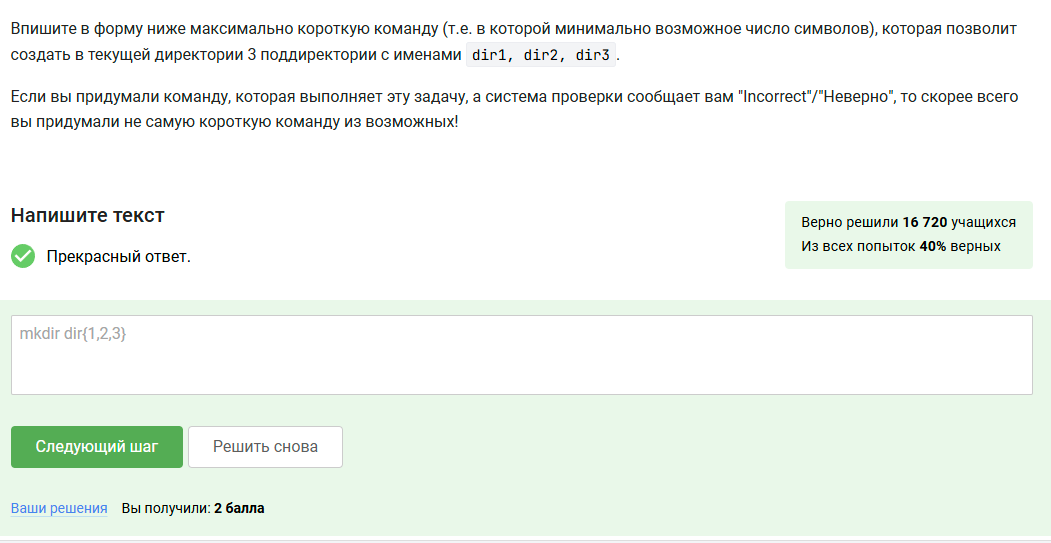 Впишите в форму ниже максимально короткую команду (т.е. в которой минимально возможное число символов), которая позволит
создать в текущей директории 3 поддиректории с именами dir1, dir2, dir3.
Если вы придумали команду, которая выполняет эту задачу, а система проверки сообщает вам "Incorrect"/"Неверно", то скорее всего
вы придумали не самую короткую команду из возможных!
Напишите текст
Прекрасный ответ.
Верно решили 16 720 учащихся
Из всех попыток 40% верных
mkdir dir{1,2,3}
Следующий шаг
Решить снова
Ваши решения
Вы получили: 2 балла